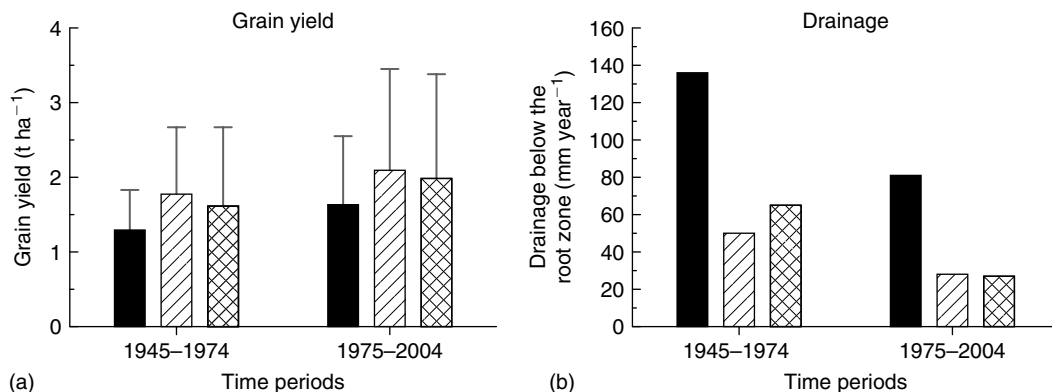 Grain yield
4
3
2
1
0
Grain yield (t ha−1)
1945–1974
1975–2004
(a)
Time periods
Drainage
160
140
120
100
80
60
40
20
0
Drainage below the
root zone (mm year−1)
1945–1974
1975–2004
(b)
Time periods